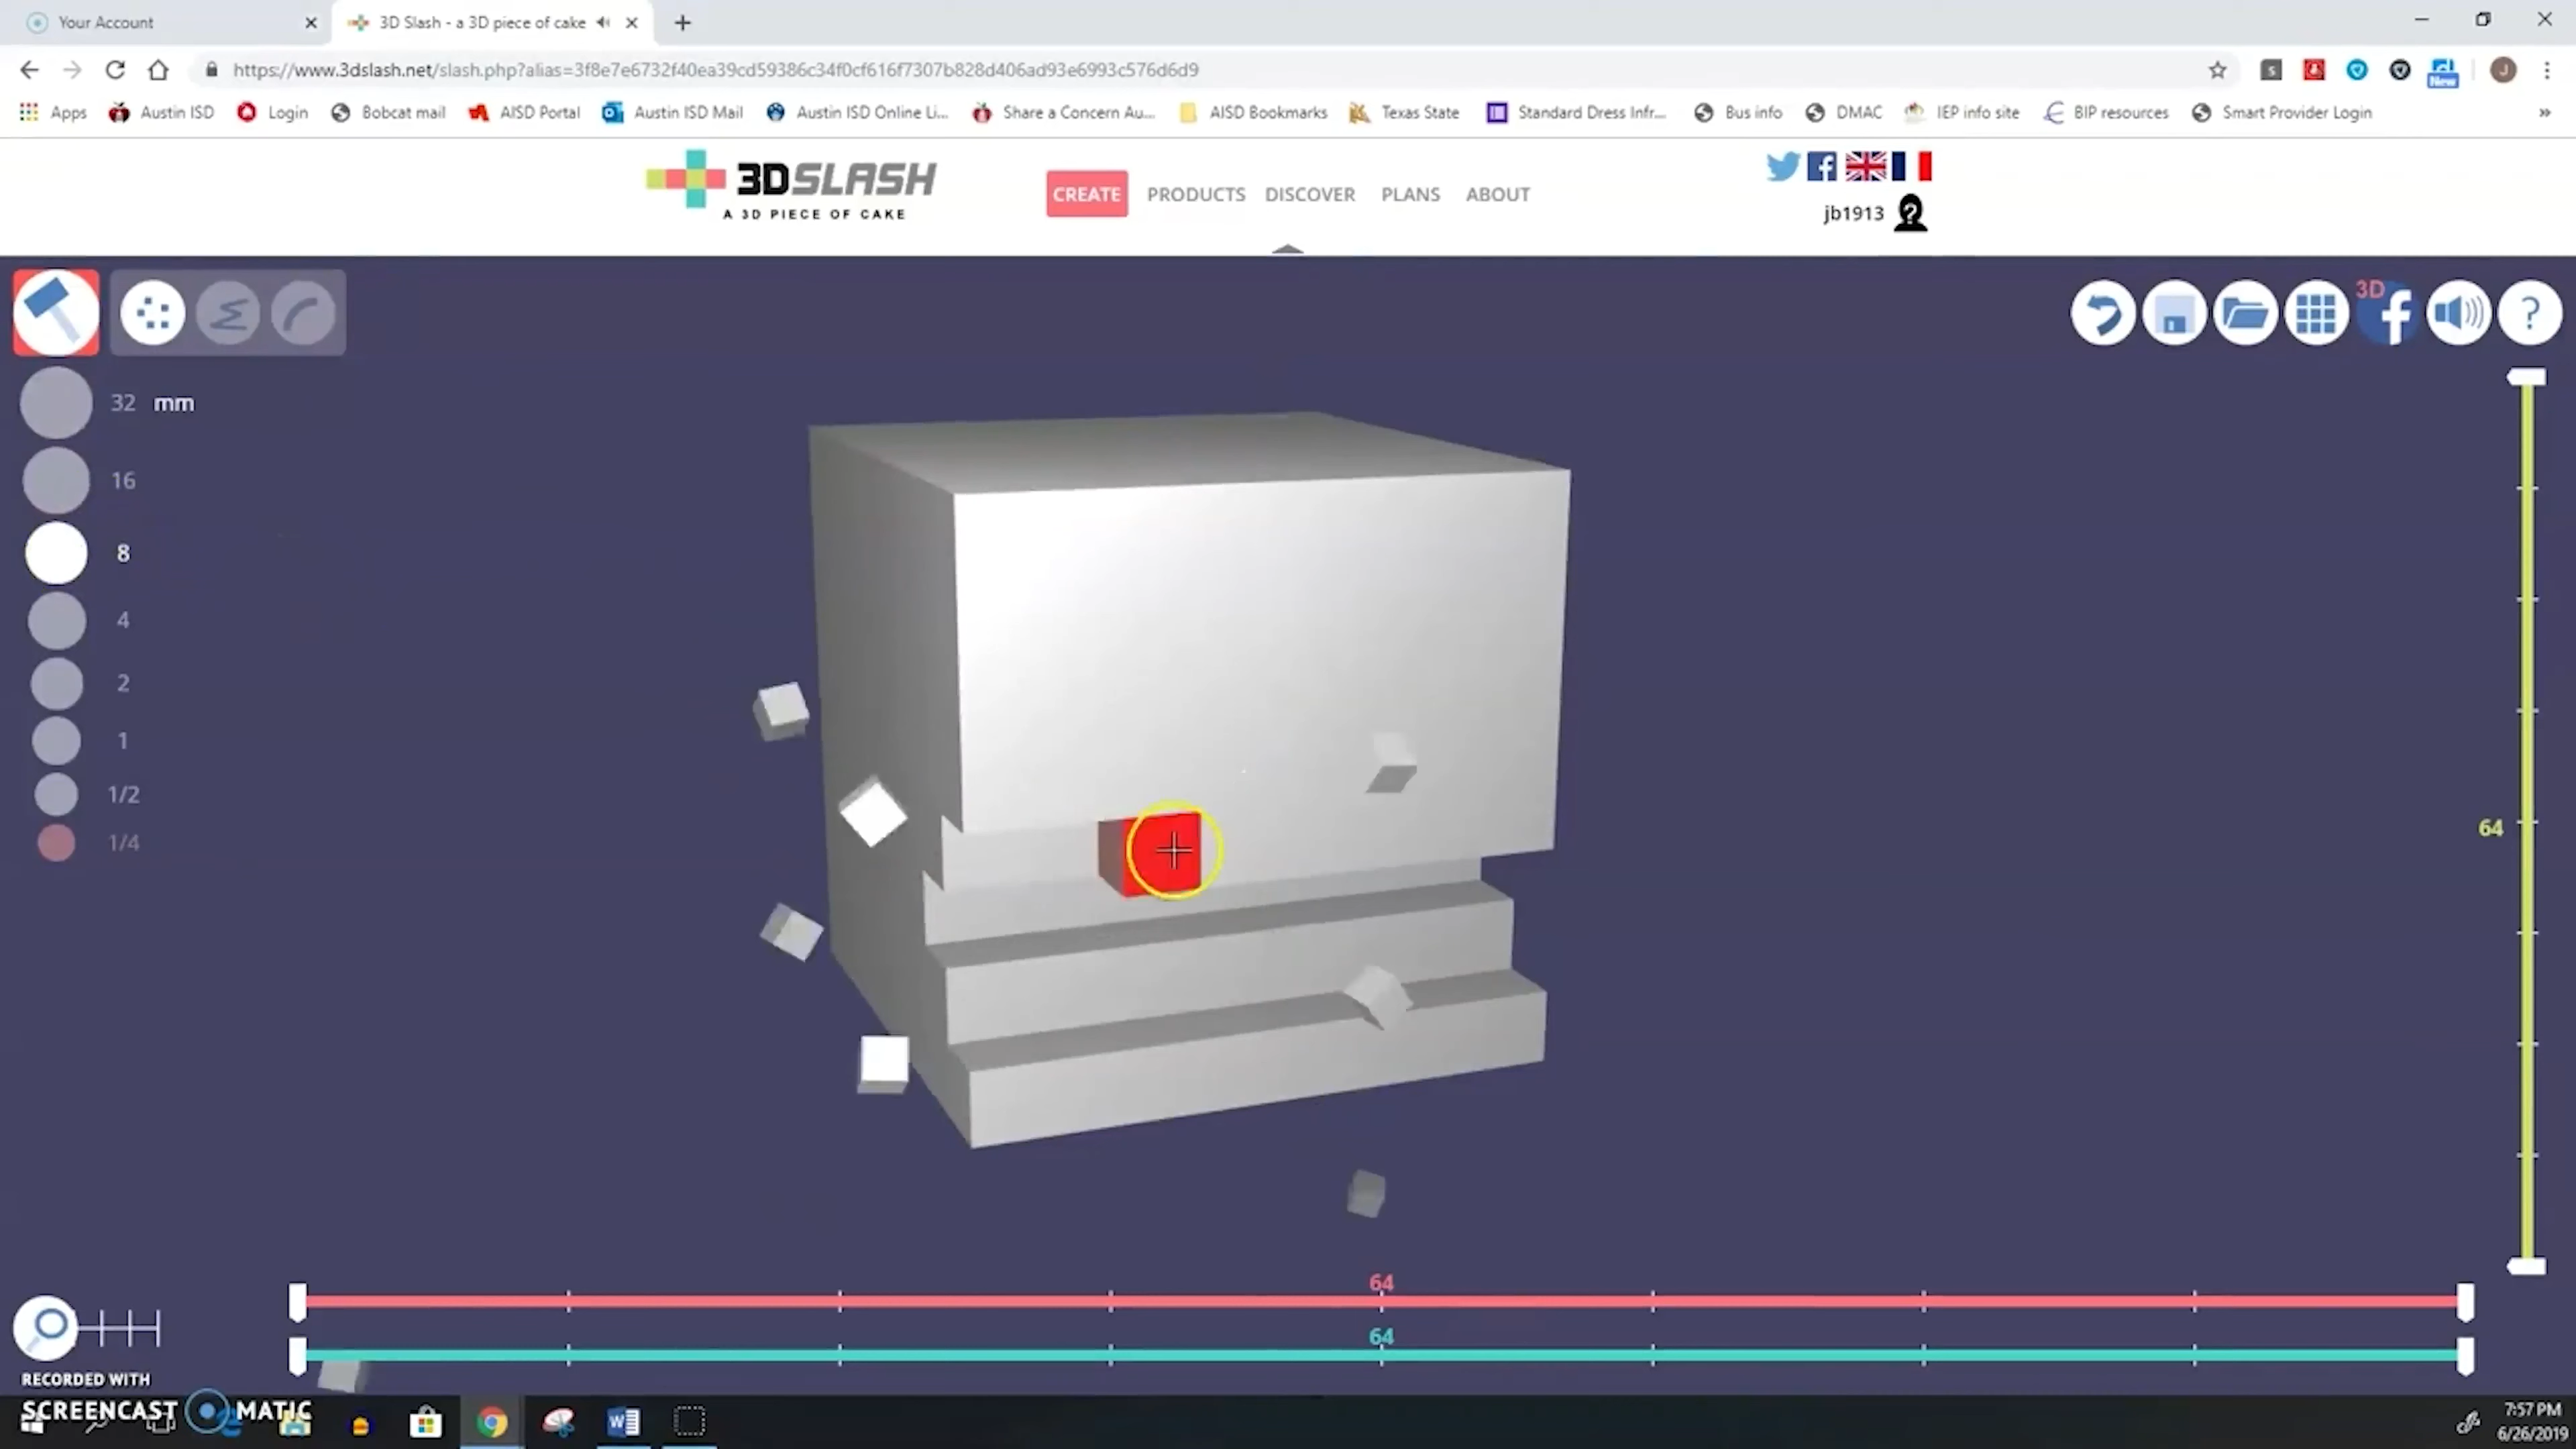 Your Account
3D Slash - a 3D piece of cake
https://www.3dslash.net/slash.php?alias=3f8e7e6732f40ea39cd59386c34f0cf616f7307b828d406ad93e6993c576d6d9
S
New
J
Apps Austin ISD Login Bobcat mail AISD Portal Austin ISD Mail Austin ISD Online Li... Share a Concern Au... AISD Bookmarks Texas State Standard Dress Infr... Bus info DMAC IEP info site BIP resources Smart Provider Login »
3DSLASH
A 3D PIECE OF CAKE
CREATE PRODUCTS DISCOVER PLANS ABOUT
f
jb1913
?
3D
f
?
32 mm
16
8
4
2
1
1/2
1/4
64
64
64
RECORDED WITH
SCREENCAST MATIC
W
7:57 PM
6/26/2019